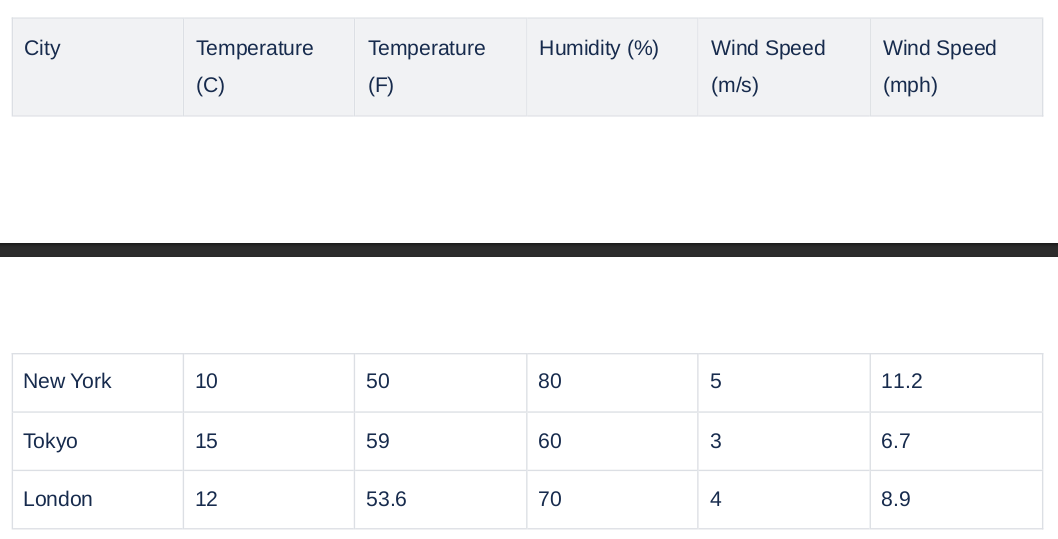 City Temperature (C) Temperature (F) Humidity (%) Wind Speed (m/s) Wind Speed (mph)
New York 10 50 80 5 11.2
Tokyo 15 59 60 3 6.7
London 12 53.6 70 4 8.9